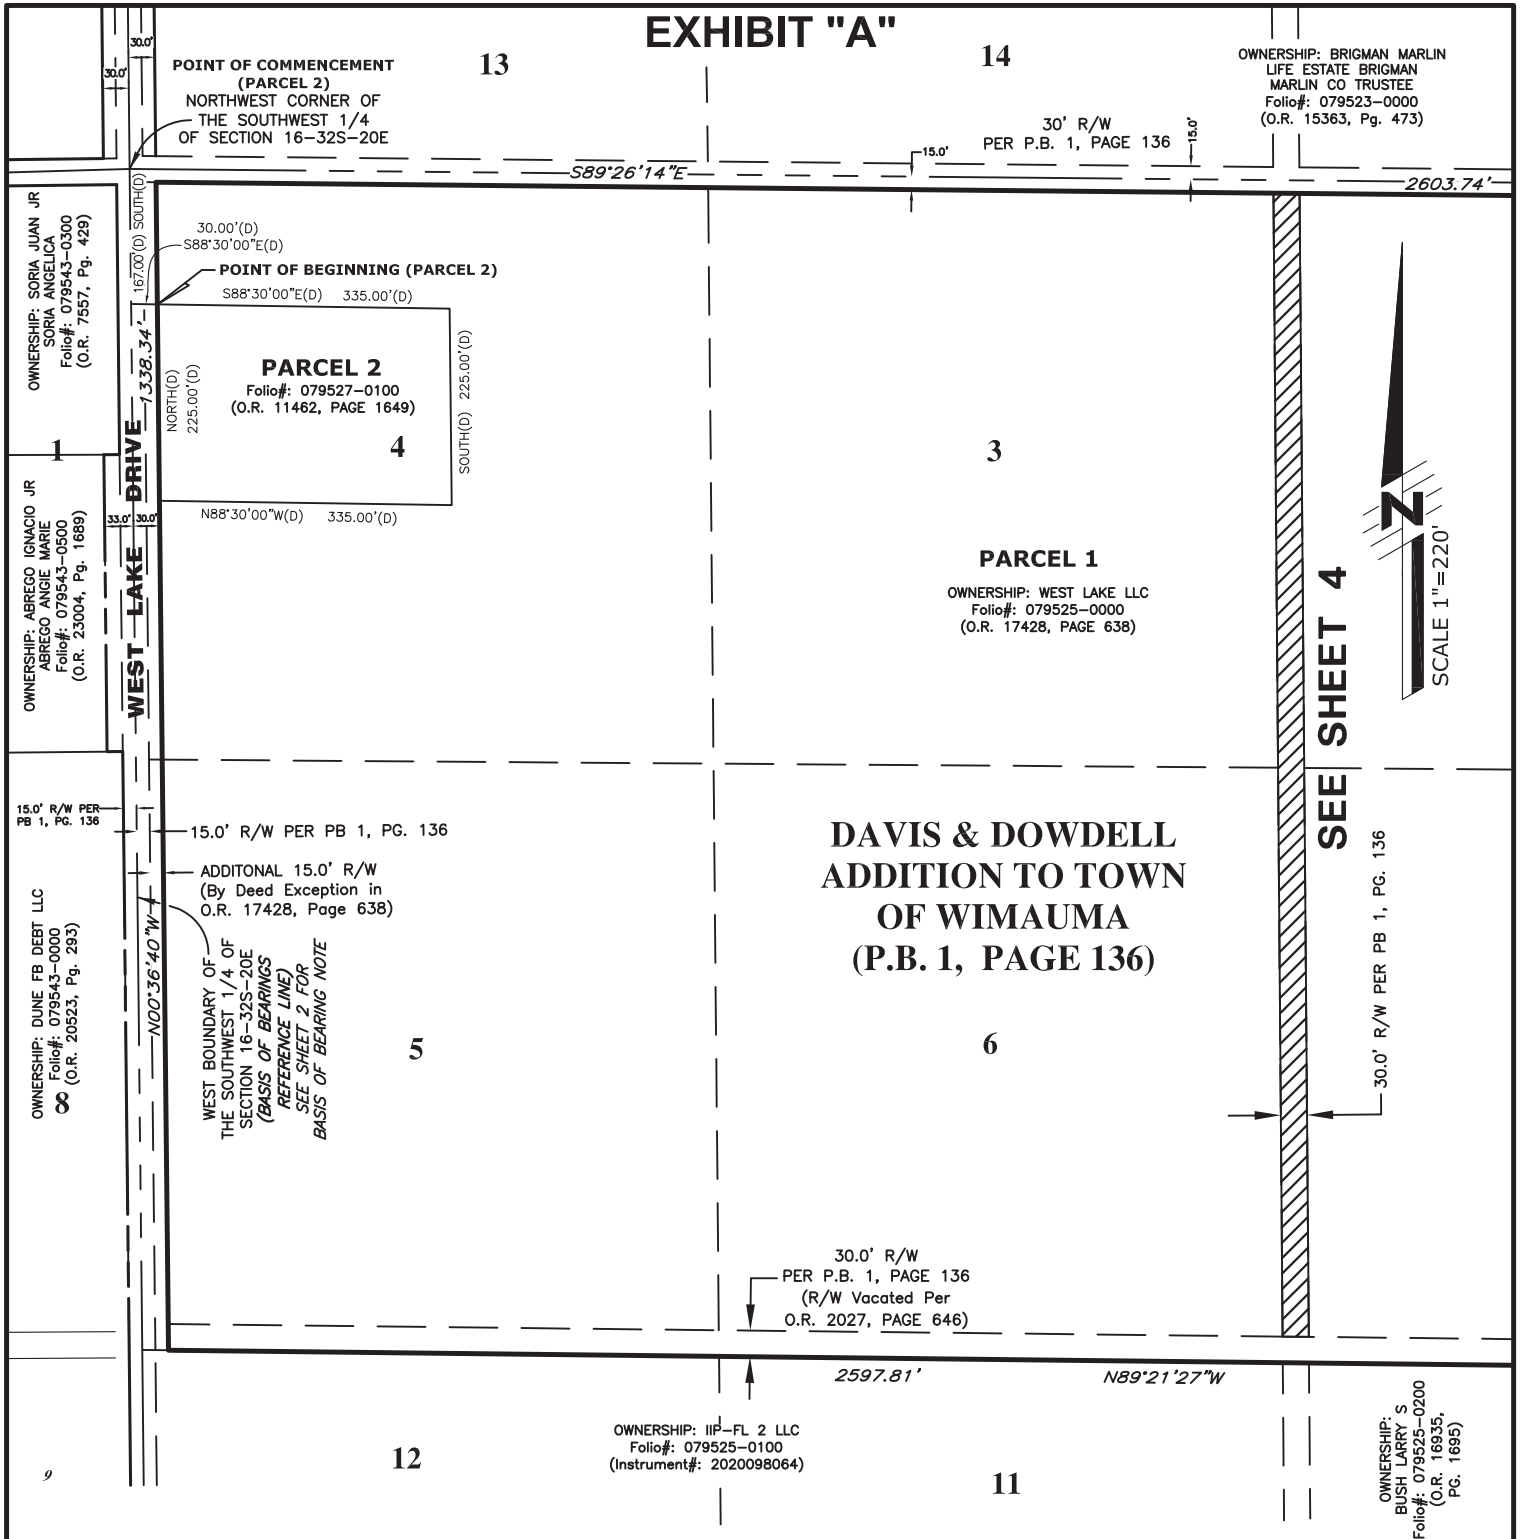 EXHIBIT "A"
30.0'
30.0'
POINT OF COMMENCEMENT
(PARCEL 2)
NORTHWEST CORNER OF
THE SOUTHWEST 1/4
OF SECTION 16-32S-20E
13
14
OWNERSHIP: BRIGMAN MARLIN
LIFE ESTATE BRIGMAN
MARLIN CO TRUSTEE
Folio#: 079523-0000
(O.R. 15363, Pg. 473)
30' R/W
PER P.B. 1, PAGE 136
15.0'
15.0'
S89°26'14"E
2603.74'
OWNERSHIP: SORIA JUAN JR
SORIA ANGELICA
Folio#: 079543-0300
(O.R. 7557, Pg. 429)
167.00'(D) SOUTH(D)
30.00'(D)
S88°30'00"E(D)
POINT OF BEGINNING (PARCEL 2)
S88°30'00"E(D) 335.00'(D)
1338.34'
PARCEL 2
Folio#: 079527-0100
(O.R. 11462, PAGE 1649)
NORTH(D)
225.00'(D)
SOUTH(D) 225.00'(D)
N88°30'00"W(D) 335.00'(D)
1
4
3
WEST LAKE DRIVE
33.0'
30.0'
OWNERSHIP: ABREGO IGNACIO JR
ABREGO ANGIE MARIE
Folio#: 079543-0500
(O.R. 23004, Pg. 1689)
PARCEL 1
OWNERSHIP: WEST LAKE LLC
Folio#: 079525-0000
(O.R. 17428, PAGE 638)
N
SCALE 1"=220'
SEE SHEET 4
15.0' R/W PER
PB 1, PG. 136
15.0' R/W PER PB 1, PG. 136
ADDITONAL 15.0' R/W
(By Deed Exception in
O.R. 17428, Page 638)
DAVIS & DOWDELL
ADDITION TO TOWN
OF WIMAUMA
(P.B. 1, PAGE 136)
30.0' R/W PER PB 1, PG. 136
OWNERSHIP: DUNE FB DEBT LLC
Folio#: 079543-0000
(O.R. 20523, Pg. 293)
8
N00°36'40"W
WEST BOUNDARY OF
THE SOUTHWEST 1/4 OF
SECTION 16-32S-20E
(BASIS OF BEARINGS
REFERENCE LINE)
SEE SHEET 2 FOR
BASIS OF BEARING NOTE
5
6
30.0' R/W
PER P.B. 1, PAGE 136
(R/W Vacated Per
O.R. 2027, PAGE 646)
2597.81'
N89°21'27"W
OWNERSHIP: IIP-FL 2 LLC
Folio#: 079525-0100
(Instrument#: 2020098064)
9
12
11
OWNERSHIP:
BUSH LARRY S
Folio#: 079525-0200
(O.R. 16935,
PG. 1695)